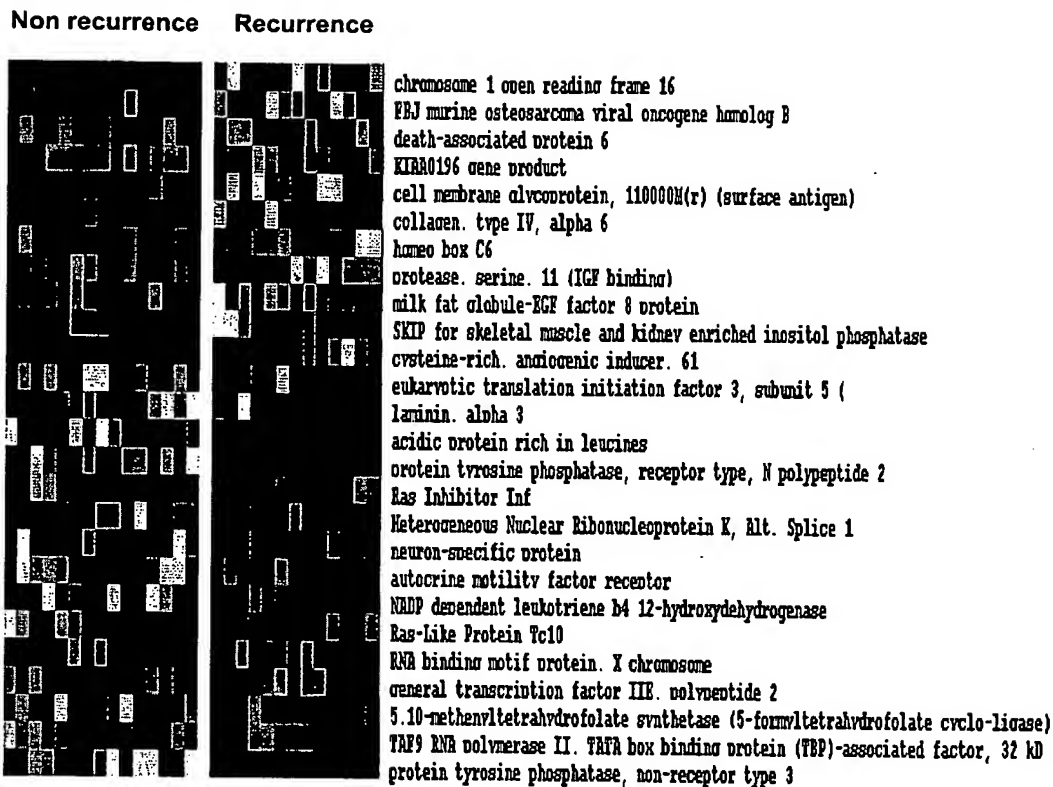 Non recurrence Recurrence
chromosome 1 open reading frame 16
FBJ murine osteosarcoma viral oncogene homolog B
death-associated protein 6
KIAA0196 gene product
cell membrane glycoprotein, 110000M(r) (surface antigen)
collagen. type IV, alpha 6
homeo box C6
protease. serine. 11 (IGF binding)
milk fat globule-EGF factor 8 protein
SKIP for skeletal muscle and kidney enriched inositol phosphatase
cysteine-rich. angiogenic inducer. 61
eukaryotic translation initiation factor 3, subunit 5 (
laminin. alpha 3
acidic protein rich in leucines
protein tyrosine phosphatase, receptor type, N polypeptide 2
Ras Inhibitor Inf
Heterogeneous Nuclear Ribonucleoprotein K, Alt. Splice 1
neuron-specific protein
autocrine motility factor receptor
NADP dependent leukotriene b4 12-hydroxydehydrogenase
Ras-Like Protein Tc10
RNA binding motif protein. X chromosome
general transcription factor IIE. polypeptide 2
5.10-methenyltetrahydrofolate synthetase (5-formyltetrahydrofolate cyclo-ligase)
TAF9 RNA polymerase II. TATA box binding protein (TBP)-associated factor, 32 kD
protein tyrosine phosphatase, non-receptor type 3